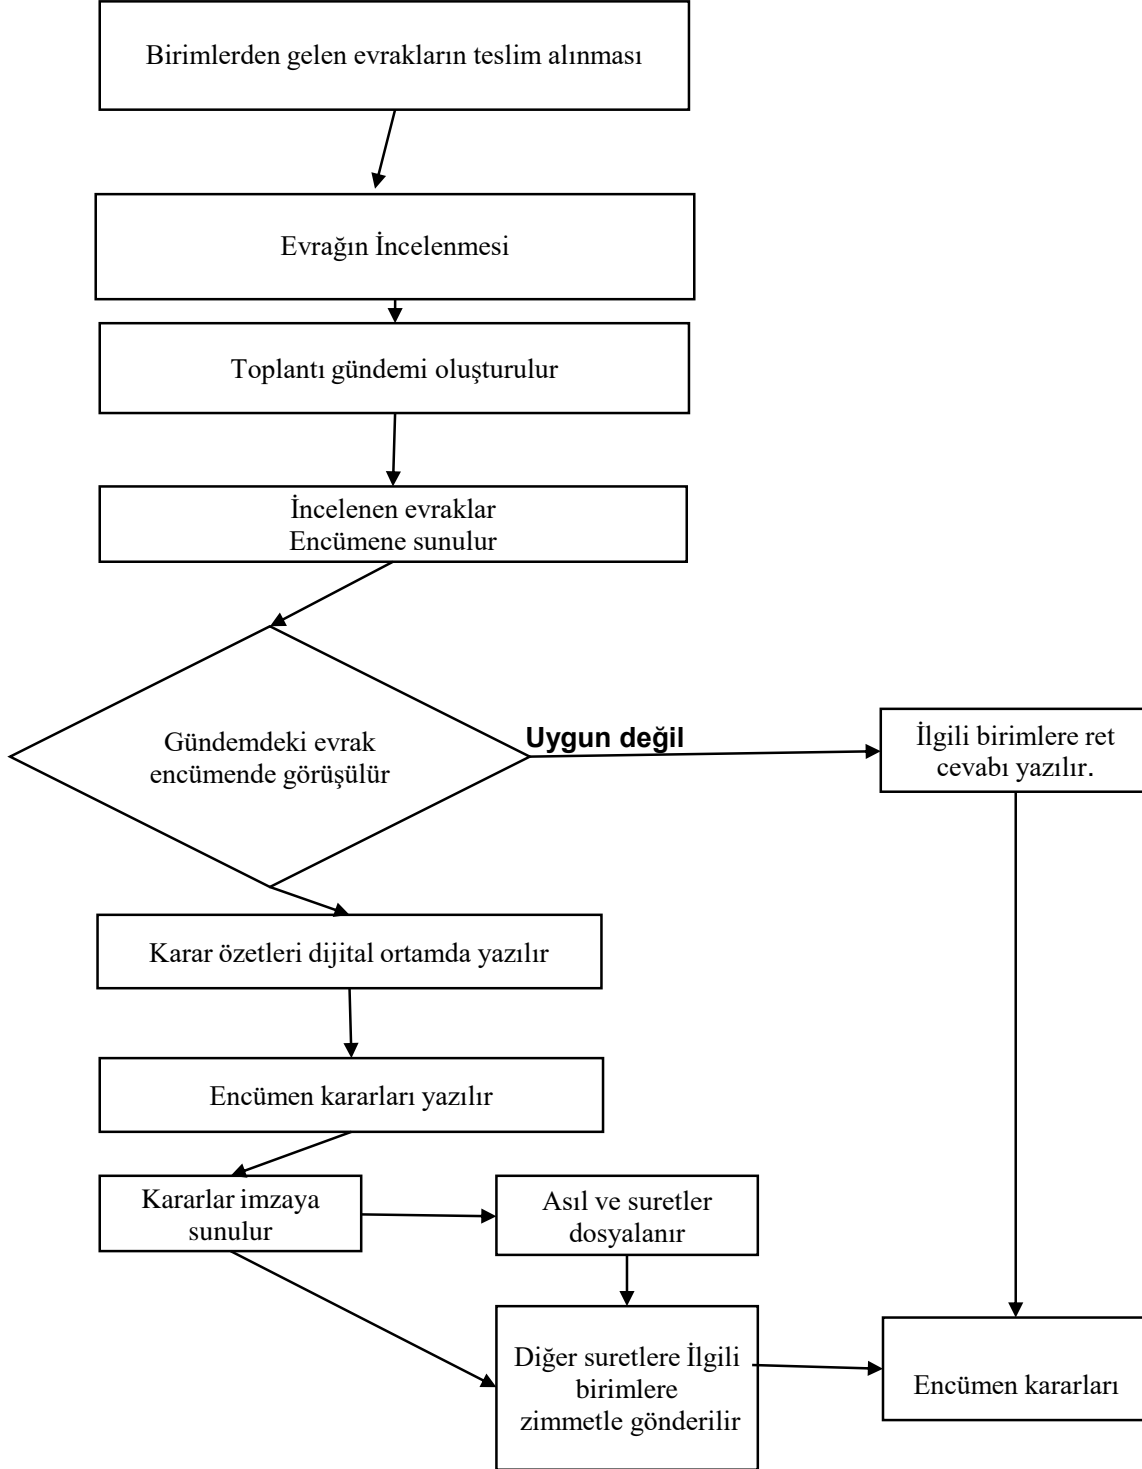 Birimlerden gelen evrakların teslim alınması
Evrağın İncelenmesi
Toplantı gündemi oluşturulur
İncelenen evraklar
Encümene sunulur
Gündemdeki evrak
encümende görüşülür
Uygun değil
İlgili birimlere ret
cevabı yazılır.
Karar özetleri dijital ortamda yazılır
Encümen kararları yazılır
Kararlar imzaya
sunulur
Asıl ve suretler
dosyalanır
Diğer suretlere İlgili
birimlere
zimmetle gönderilir
Encümen kararları